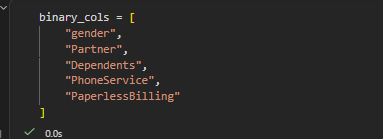 binary_cols = [
    "gender",
    "Partner",
    "Dependents",
    "PhoneService",
    "PaperlessBilling"
]
0.0s